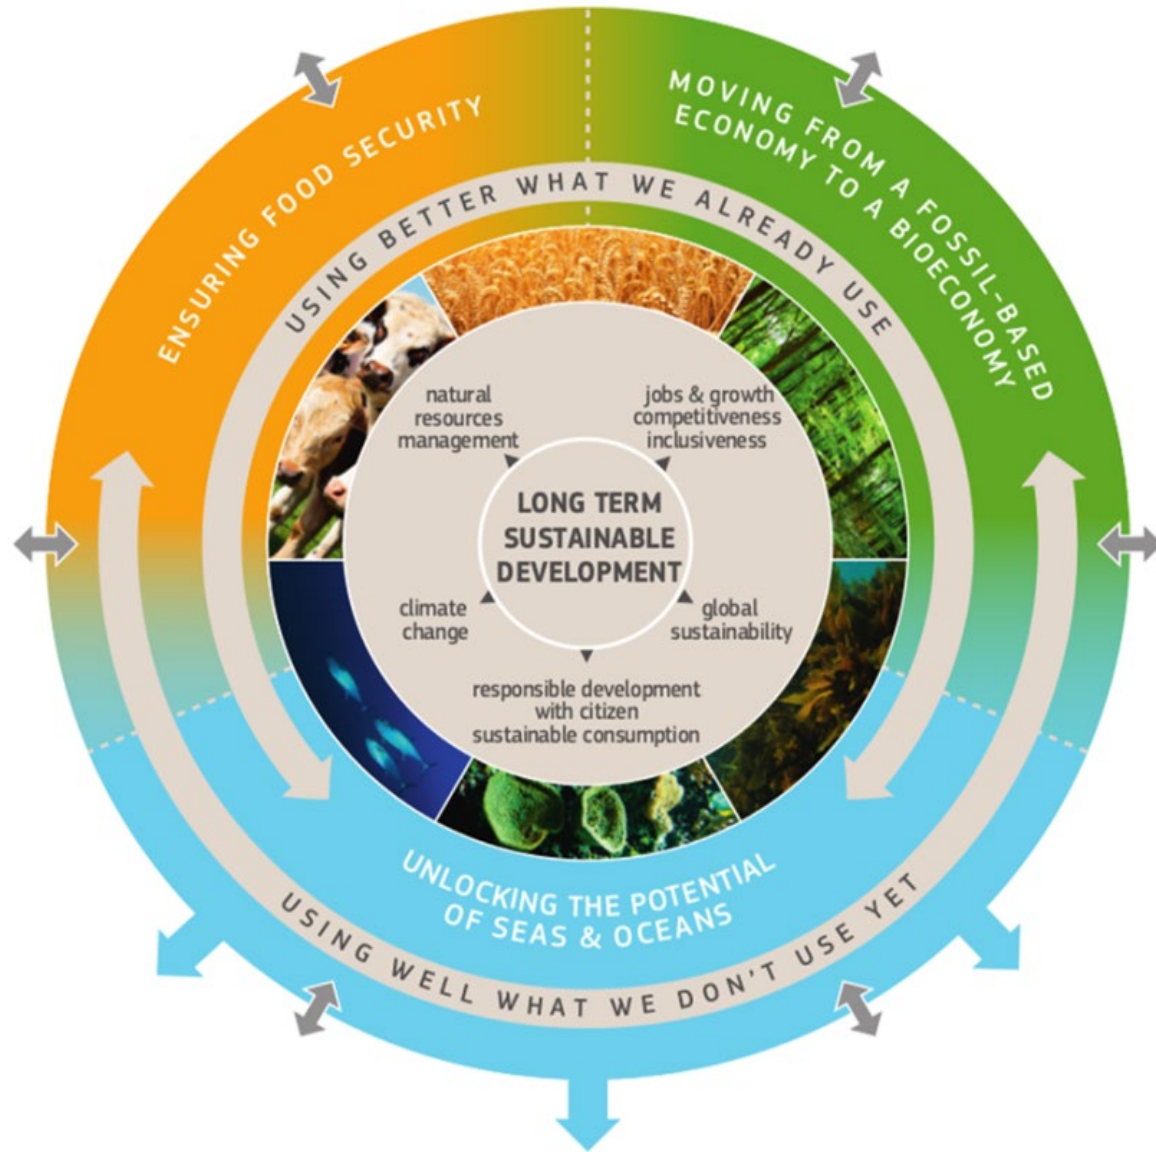 ENSURING FOOD SECURITY
MOVING FROM A FOSSIL-BASED
ECONOMY TO A BIOECONOMY
USING BETTER WHAT WE ALREADY USE
natural
resources
management
jobs & growth
competitiveness
inclusiveness
LONG TERM
SUSTAINABLE
DEVELOPMENT
climate
change
global
sustainability
responsible development
with citizen
sustainable consumption
UNLOCKING THE POTENTIAL
OF SEAS & OCEANS
USING WELL WHAT WE DON'T USE YET